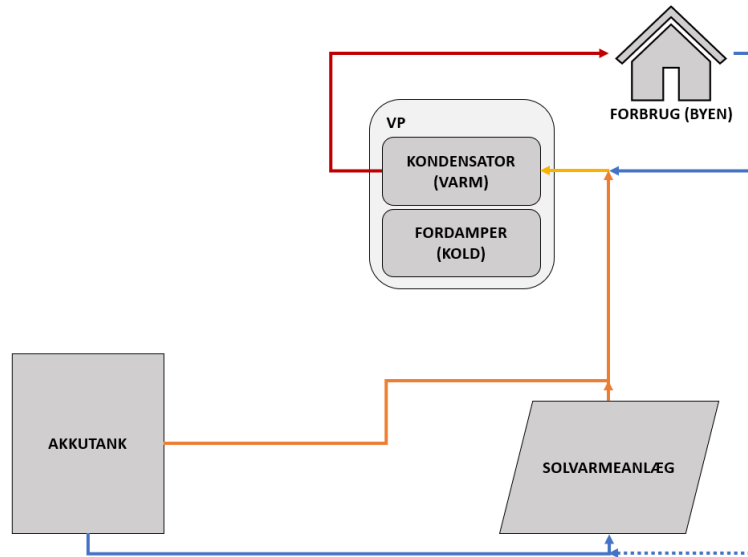 FORBRUG (BYEN)
VP
KONDENSATOR
(VARM)
FORDAMPER
(KOLD)
AKKUTANK
SOLVARMEANLÆG